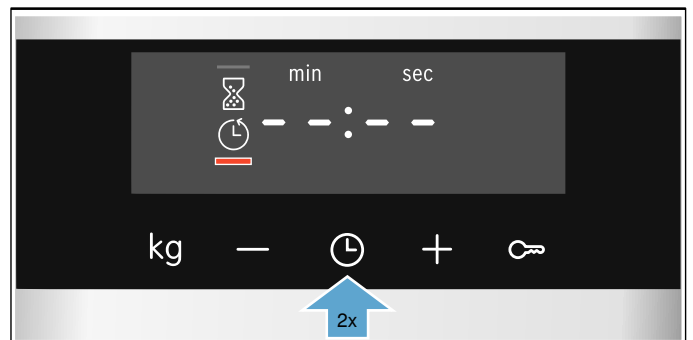 min sec
-- : --
kg − +
2x